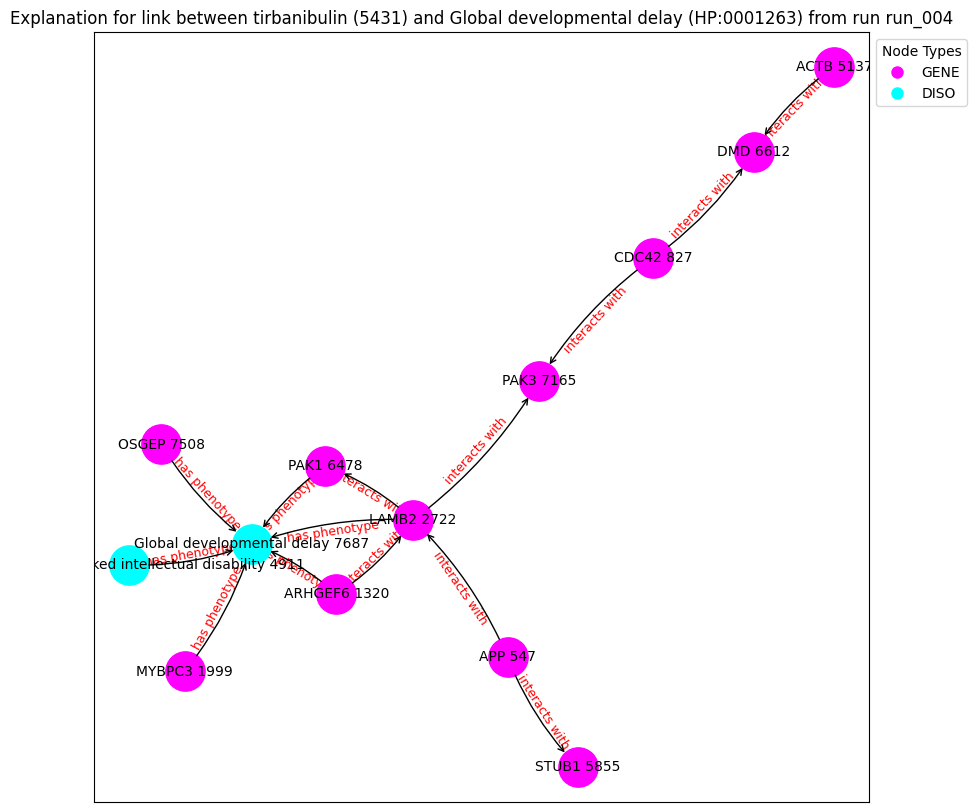 Explanation for link between tirbanibulin (5431) and Global developmental delay (HP:0001263) from run run_004
Node Types
GENE
DISO
ACTB 5137
interacts with
DMD 6612
interacts with
CDC42 827
interacts with
PAK3 7165
interacts with
OSGEP 7508
PAK1 6478
has phenotype
has phenotype
interacts with
LAMB2 2722
has phenotype
Global developmental delay 7687
has phenotype
ked intellectual disability 4911
has phenotype
interacts with
ARHGEF6 1320
interacts with
has phenotype
MYBPC3 1999
APP 547
interacts with
STUB1 5855